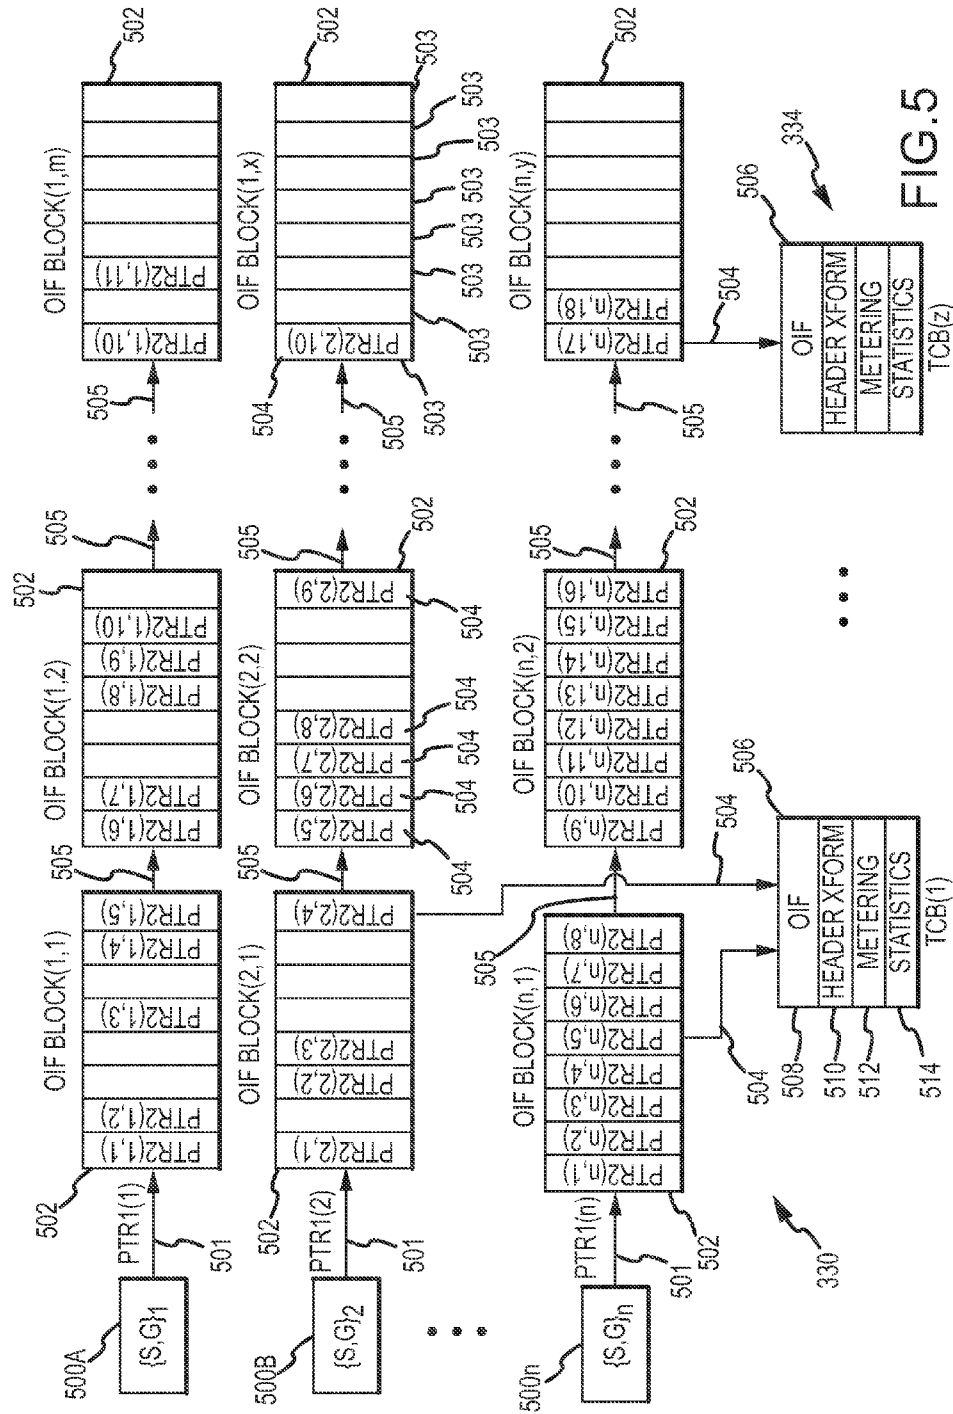 500A
{S,G}1
PTR1(1)
501
502
OIF BLOCK(1,1)
PTR2(1,1)
PTR2(1,2)
PTR2(1,3)
PTR2(1,4)
PTR2(1,5)
505
OIF BLOCK(1,2)
502
PTR2(1,6)
PTR2(1,7)
PTR2(1,8)
PTR2(1,9)
PTR2(1,10)
505
505
OIF BLOCK(1,m)
502
PTR2(1,10)
PTR2(1,11)
500B
{S,G}2
PTR1(2)
501
502
OIF BLOCK(2,1)
PTR2(2,1)
PTR2(2,2)
PTR2(2,3)
PTR2(2,4)
505
OIF BLOCK(2,2)
PTR2(2,5)
PTR2(2,6)
PTR2(2,7)
PTR2(2,8)
PTR2(2,9)
504
504
504
504
504
502
505
505
504
OIF BLOCK(1,x)
502
PTR2(2,10)
503
503
503
503
503
503
503
503
500n
{S,G}n
PTR1(n)
501
502
OIF BLOCK(n,1)
PTR2(n,1)
PTR2(n,2)
PTR2(n,3)
PTR2(n,4)
PTR2(n,5)
PTR2(n,6)
PTR2(n,7)
PTR2(n,8)
505
OIF BLOCK(n,2)
PTR2(n,9)
PTR2(n,10)
PTR2(n,11)
PTR2(n,12)
PTR2(n,13)
PTR2(n,14)
PTR2(n,15)
PTR2(n,16)
502
505
505
OIF BLOCK(n,y)
502
PTR2(n,17)
PTR2(n,18)
330
504
504
506
508
OIF
510
HEADER XFORM
512
METERING
514
STATISTICS
TCB(1)
504
506
OIF
HEADER XFORM
METERING
STATISTICS
TCB(z)
334
FIG.5